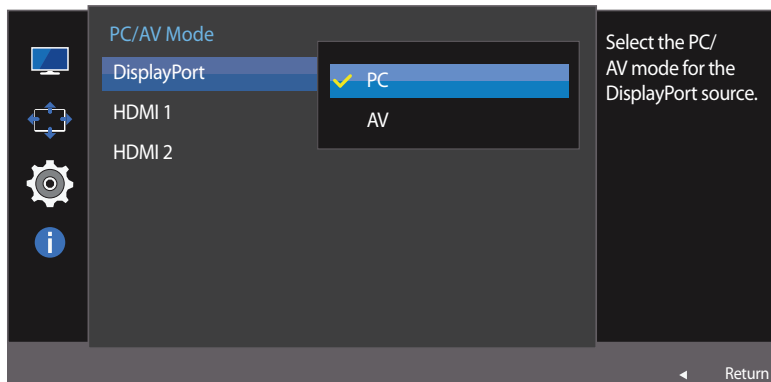 PC/AV Mode
DisplayPort
HDMI 1
HDMI 2
PC
AV
Select the PC/
AV mode for the
DisplayPort source.
Return